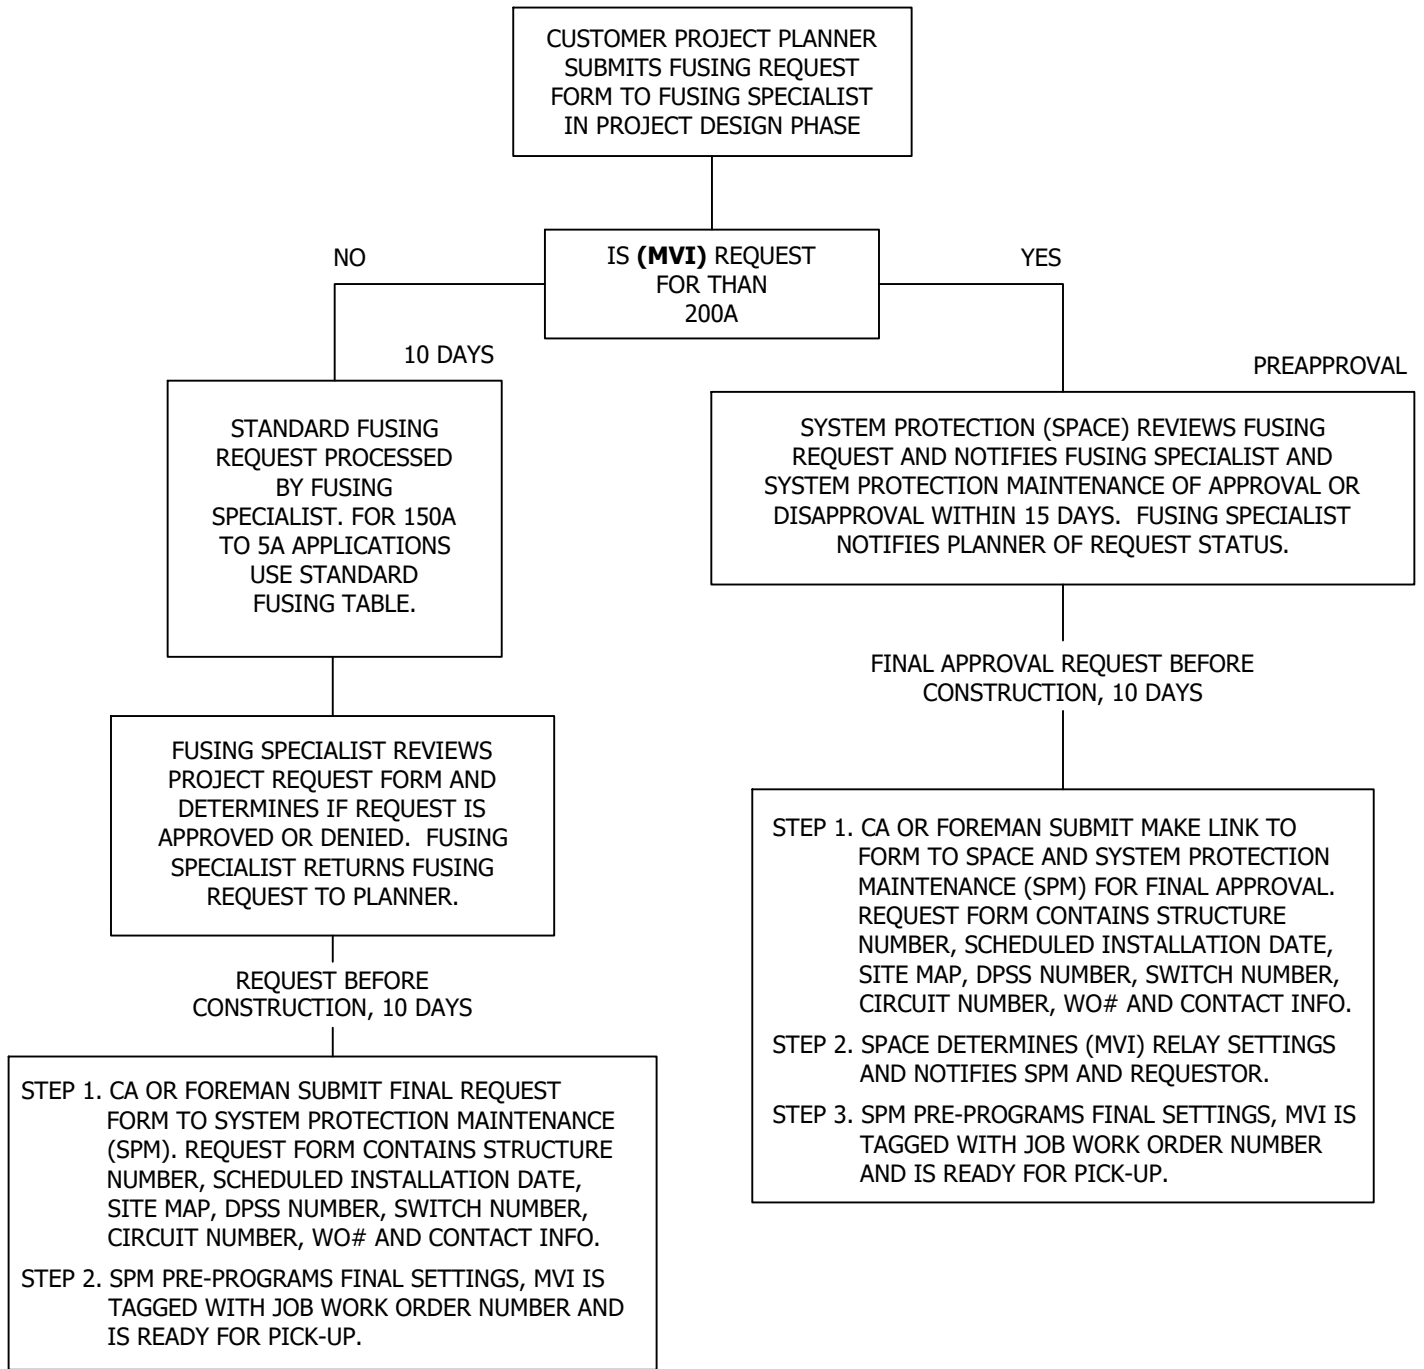 CUSTOMER PROJECT PLANNER
SUBMITS FUSING REQUEST
FORM TO FUSING SPECIALIST
IN PROJECT DESIGN PHASE
NO
IS (MVI) REQUEST
FOR THAN
200A
YES
10 DAYS
STANDARD FUSING
REQUEST PROCESSED
BY FUSING
SPECIALIST. FOR 150A
TO 5A APPLICATIONS
USE STANDARD
FUSING TABLE.
FUSING SPECIALIST REVIEWS
PROJECT REQUEST FORM AND
DETERMINES IF REQUEST IS
APPROVED OR DENIED. FUSING
SPECIALIST RETURNS FUSING
REQUEST TO PLANNER.
REQUEST BEFORE
CONSTRUCTION, 10 DAYS
STEP 1. CA OR FOREMAN SUBMIT FINAL REQUEST
FORM TO SYSTEM PROTECTION MAINTENANCE
(SPM). REQUEST FORM CONTAINS STRUCTURE
NUMBER, SCHEDULED INSTALLATION DATE,
SITE MAP, DPSS NUMBER, SWITCH NUMBER,
CIRCUIT NUMBER, WO# AND CONTACT INFO.
STEP 2. SPM PRE-PROGRAMS FINAL SETTINGS, MVI IS
TAGGED WITH JOB WORK ORDER NUMBER AND
IS READY FOR PICK-UP.
PREAPPROVAL
SYSTEM PROTECTION (SPACE) REVIEWS FUSING
REQUEST AND NOTIFIES FUSING SPECIALIST AND
SYSTEM PROTECTION MAINTENANCE OF APPROVAL OR
DISAPPROVAL WITHIN 15 DAYS. FUSING SPECIALIST
NOTIFIES PLANNER OF REQUEST STATUS.
FINAL APPROVAL REQUEST BEFORE
CONSTRUCTION, 10 DAYS
STEP 1. CA OR FOREMAN SUBMIT MAKE LINK TO
FORM TO SPACE AND SYSTEM PROTECTION
MAINTENANCE (SPM) FOR FINAL APPROVAL.
REQUEST FORM CONTAINS STRUCTURE
NUMBER, SCHEDULED INSTALLATION DATE,
SITE MAP, DPSS NUMBER, SWITCH NUMBER,
CIRCUIT NUMBER, WO# AND CONTACT INFO.
STEP 2. SPACE DETERMINES (MVI) RELAY SETTINGS
AND NOTIFIES SPM AND REQUESTOR.
STEP 3. SPM PRE-PROGRAMS FINAL SETTINGS, MVI IS
TAGGED WITH JOB WORK ORDER NUMBER
AND IS READY FOR PICK-UP.